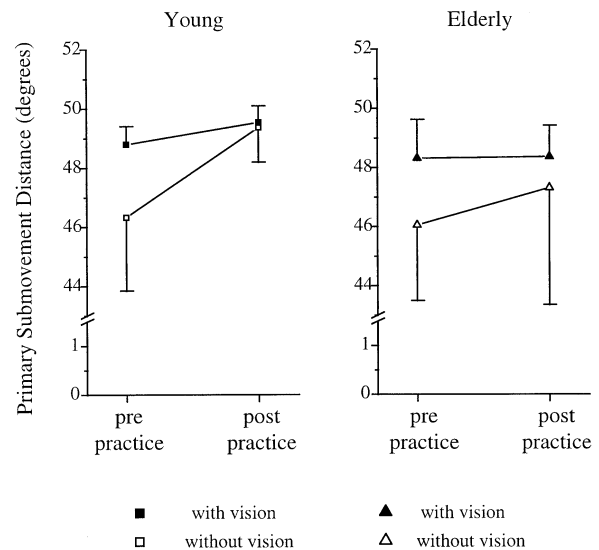 Young
Elderly
Primary Submovement Distance (degrees)
52
50
48
46
44
1
0
52
50
48
46
44
1
0
pre
practice
post
practice
pre
practice
post
practice
with vision
without vision
with vision
without vision